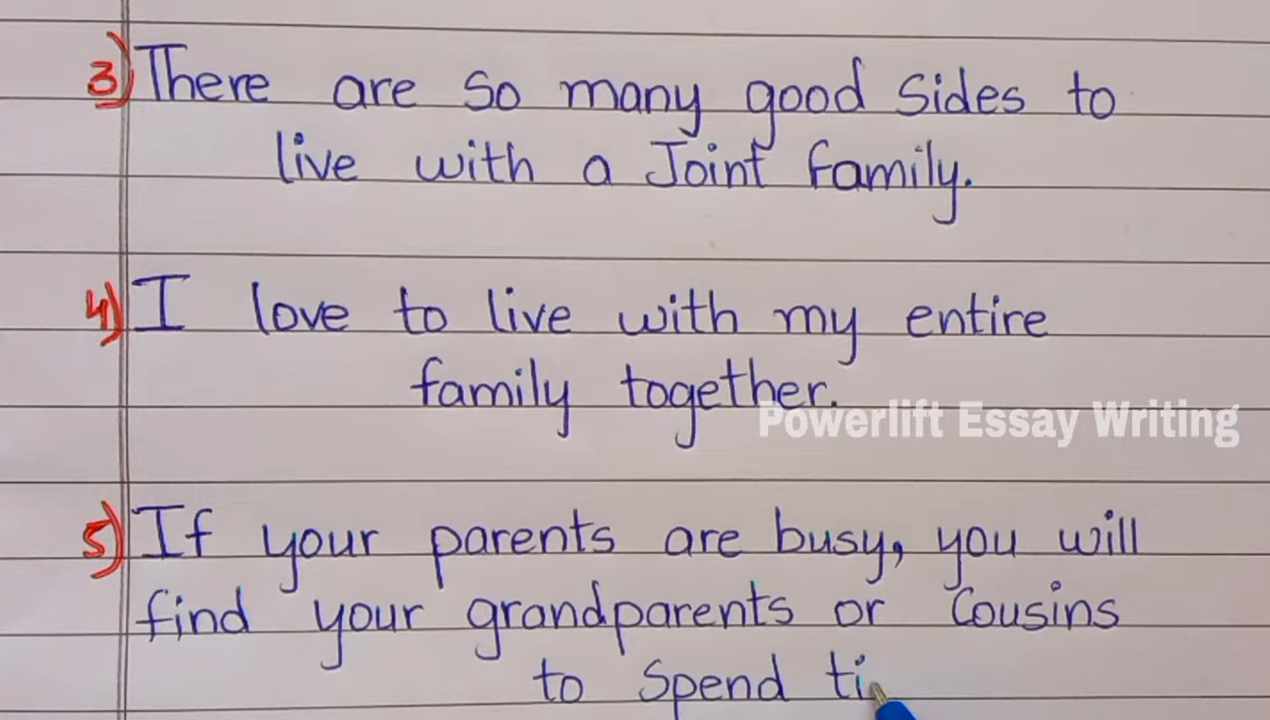 3) There are so many good sides to
live with a Joint family.
4) I love to live with my entire
family together.
Powerlift Essay Writing
5) If your parents are busy, you will
find your grandparents or Cousins
to spend ti